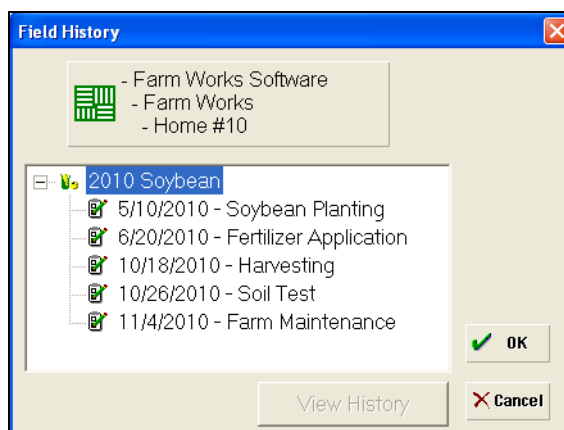 Field History
- Farm Works Software
- Farm Works
- Home #10
2010 Soybean
5/10/2010 - Soybean Planting
6/20/2010 - Fertilizer Application
10/18/2010 - Harvesting
10/26/2010 - Soil Test
11/4/2010 - Farm Maintenance
OK
View History
Cancel